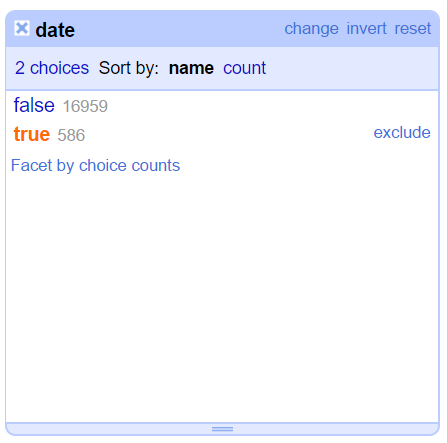 date change invert reset
2 choices Sort by: name count
false 16959
true 586 exclude
Facet by choice counts